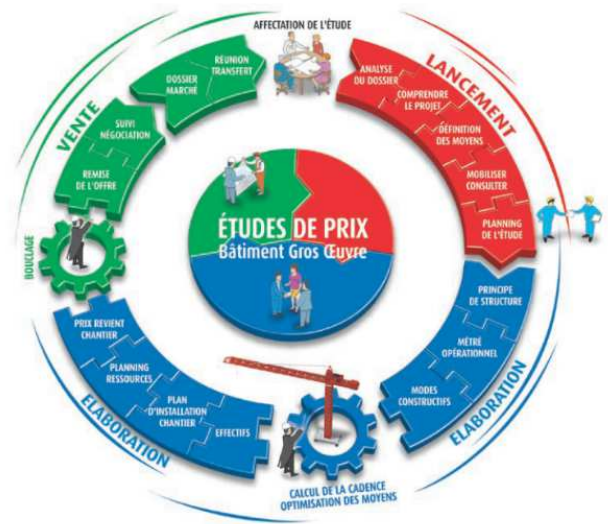 AFFECTATION DE L'ÉTUDE
LANCEMENT
ANALYSE
DU DOSSIER
COMPRENDRE
LE PROJET
DÉFINITION
DES MOYENS
MOBILISER
CONSULTER
PLANNING
DE L'ÉTUDE
ELABORATION
PRINCIPE
DE STRUCTURE
MÉTRÉ
OPÉRATIONNEL
MODES
CONSTRUCTIFS
CALCUL DE LA CADENCE
OPTIMISATION DES MOYENS
ELABORATION
EFFECTIFS
PLAN
D'INSTALLATION
CHANTIER
PLANNING
RESSOURCES
PRIX REVIENT
CHANTIER
BOUCLAGE
VENTE
REMISE
DE L'OFFRE
SUIVI
NÉGOCIATION
DOSSIER
MARCHÉ
RÉUNION
TRANSFERT
ÉTUDES DE PRIX
Bâtiment Gros Œuvre